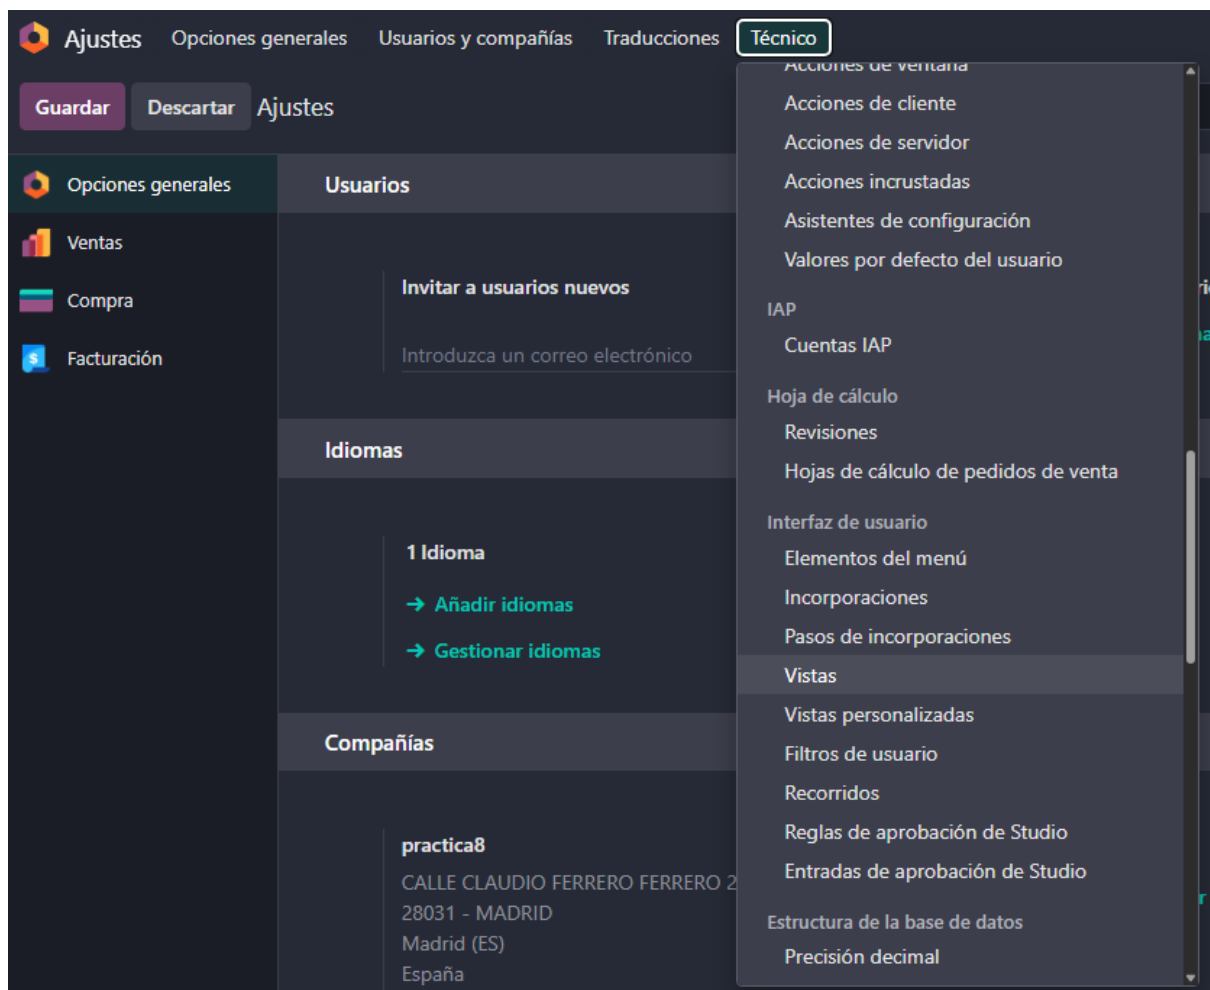 Ajustes Opciones generales Usuarios y compañías Traducciones Técnico
Guardar Descartar Ajustes
Opciones generales
Ventas
Compra
Facturación
Usuarios
Invitar a usuarios nuevos
Introduzca un correo electrónico
Idiomas
1 Idioma
→ Añadir idiomas
→ Gestionar idiomas
Compañías
practica8
CALLE CLAUDIO FERRERO FERRERO 2
28031 - MADRID
Madrid (ES)
España
Acciones de ventana
Acciones de cliente
Acciones de servidor
Acciones incrustadas
Asistentes de configuración
Valores por defecto del usuario
IAP
Cuentas IAP
Hoja de cálculo
Revisiones
Hojas de cálculo de pedidos de venta
Interfaz de usuario
Elementos del menú
Incorporaciones
Pasos de incorporaciones
Vistas
Vistas personalizadas
Filtros de usuario
Recorridos
Reglas de aprobación de Studio
Entradas de aprobación de Studio
Estructura de la base de datos
Precisión decimal